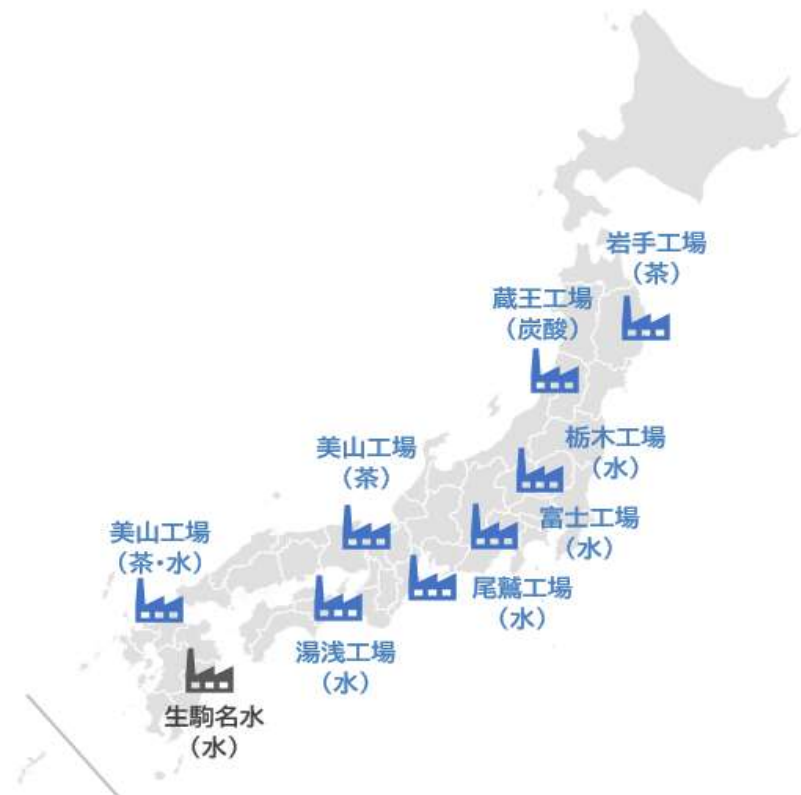 岩手工場
（茶）
蔵王工場
（炭酸）
栃木工場
（水）
美山工場
（茶）
富士工場
（水）
美山工場
（茶・水）
尾鷲工場
（水）
湯浅工場
（水）
生駒名水
（水）